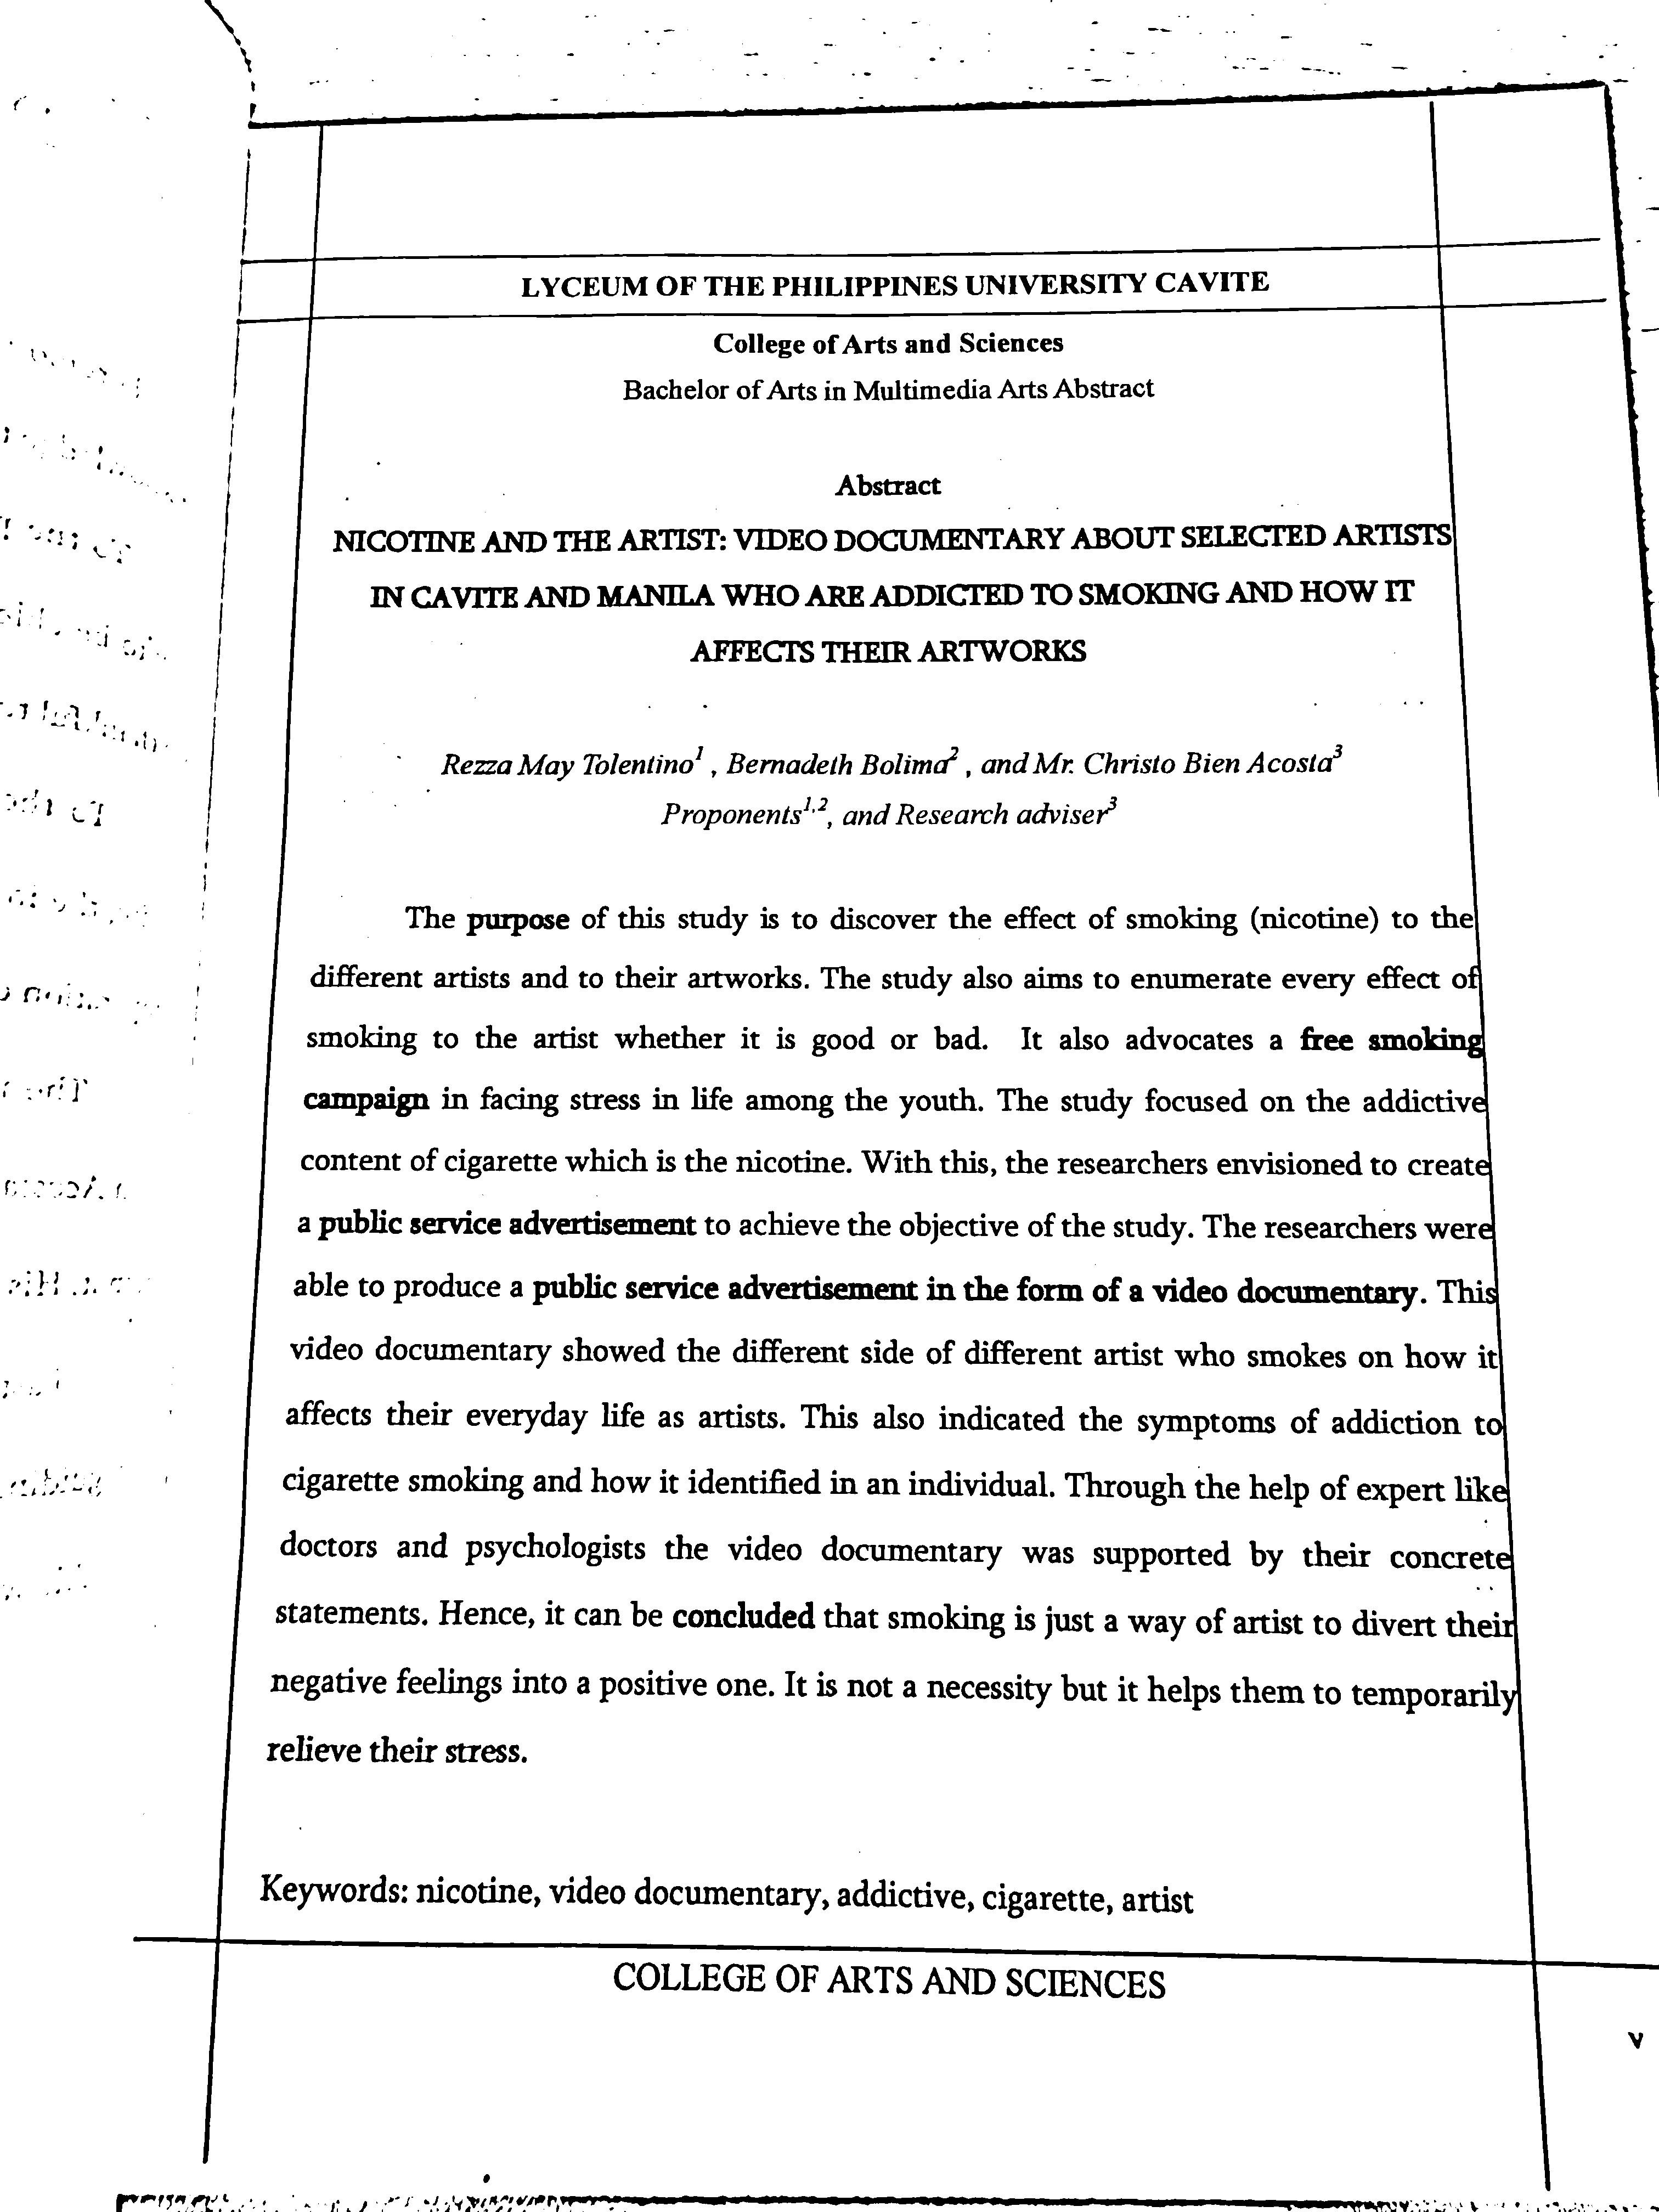 LYCEUM OF THE PHILIPPINES UNIVERSITY CAVITE
College of Arts and Sciences
Bachelor of Arts in Multimedia Arts Abstract
Abstract
NICOTINE AND THE ARTIST: VIDEO DOCUMENTARY ABOUT SELECTED ARTISTS
IN CAVITE AND MANILA WHO ARE ADDICTED TO SMOKING AND HOW IT
AFFECTS THEIR ARTWORKS
Rezza May Tolentino¹ , Bernadeth Bolima² , and Mr. Christo Bien Acosta³
Proponents¹,², and Research adviser³
The purpose of this study is to discover the effect of smoking (nicotine) to the
different artists and to their artworks. The study also aims to enumerate every effect of
smoking to the artist whether it is good or bad. It also advocates a free smoking
campaign in facing stress in life among the youth. The study focused on the addictive
content of cigarette which is the nicotine. With this, the researchers envisioned to create
a public service advertisement to achieve the objective of the study. The researchers were
able to produce a public service advertisement in the form of a video documentary. This
video documentary showed the different side of different artist who smokes on how it
affects their everyday life as artists. This also indicated the symptoms of addiction to
cigarette smoking and how it identified in an individual. Through the help of expert like
doctors and psychologists the video documentary was supported by their concrete
statements. Hence, it can be concluded that smoking is just a way of artist to divert their
negative feelings into a positive one. It is not a necessity but it helps them to temporarily
relieve their stress.
Keywords: nicotine, video documentary, addictive, cigarette, artist
COLLEGE OF ARTS AND SCIENCES
v